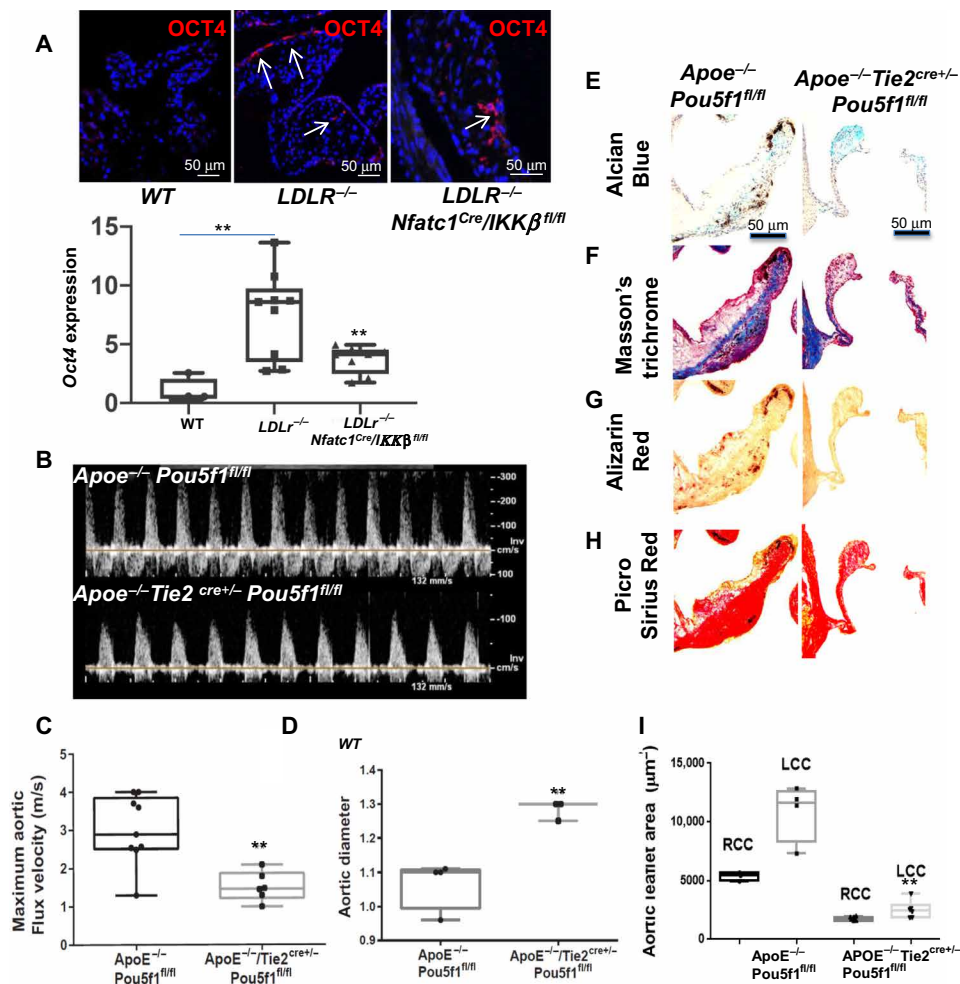 A
OCT4
OCT4
OCT4
50 μm
50 μm
50 μm
WT
LDLR−/−
LDLR−/−
Nfatc1Cre/IKKβfl/fl
Oct4 expression
15
10
5
0
**
**
WT
LDLr−/−
LDLr−/−
Nfatc1Cre/IKKβfl/fl
B
Apoe−/− Pou5f1fl/fl
-300
-200
-100
Inv
cm/s
100
132 mm/s
Apoe−/−Tie2 cre+/− Pou5f1fl/fl
-100
Inv
cm/s
132 mm/s
C
Maximum aortic
Flux velocity (m/s)
5
4
3
2
1
0
**
ApoE−/−
Pou5f1fl/fl
ApoE−/−/Tie2cre+/−
Pou5f1fl/fl
D
WT
Aortic diameter
1.4
1.3
1.2
1.1
1.0
0.9
**
ApoE−/−
Pou5f1fl/fl
ApoE−/−/Tie2cre+/−
Pou5f1fl/fl
E
Apoe−/−
Pou5f1fl/fl
Apoe−/−Tie2cre+/−
Pou5f1fl/fl
Alcian
Blue
50 μm
50 μm
F
Masson's
trichrome
G
Alizarin
Red
H
Picro
Sirius Red
I
Aortic leaflet area (μm−2)
15,000
10,000
5000
0
RCC
LCC
RCC
LCC
**
ApoE−/−
Pou5f1fl/fl
APOE−/−Tie2cre+/−
Pou5f1fl/fl